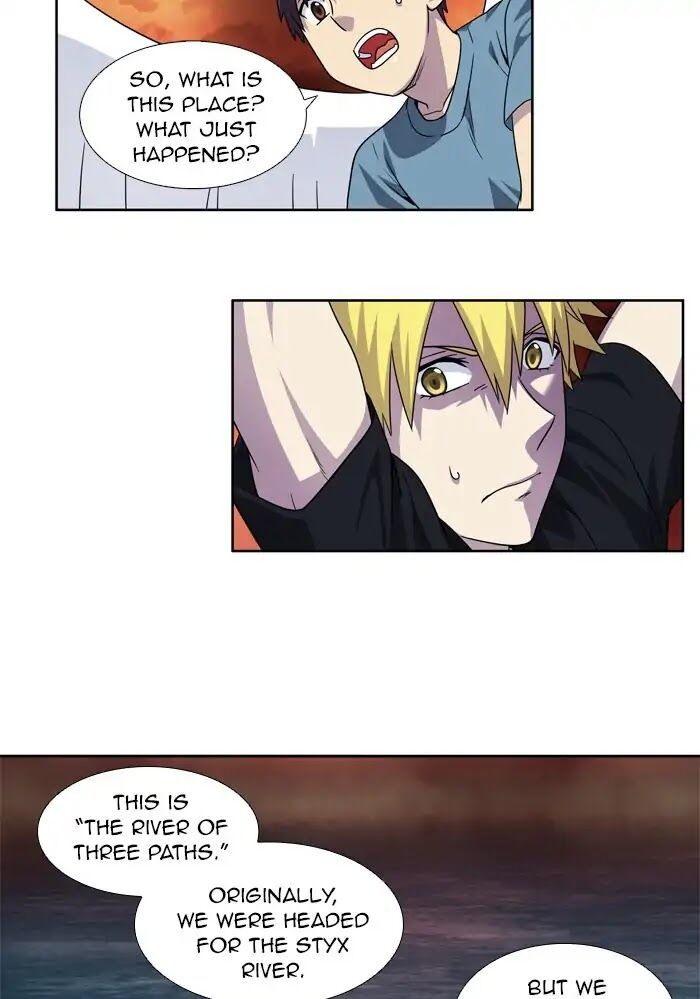 SO, WHAT IS
THIS PLACE?
WHAT JUST
HAPPENED?
THIS IS
"THE RIVER OF
THREE PATHS."
ORIGINALLY,
WE WERE HEADED
FOR THE STYX
RIVER.
BUT WE